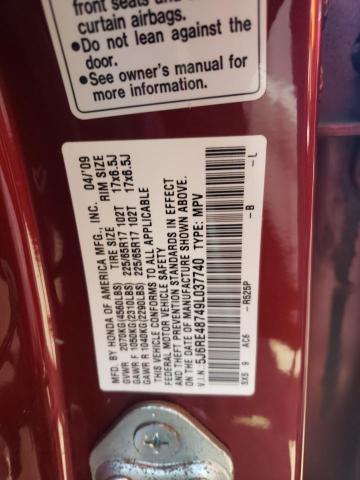 front seats and
curtain airbags.
•Do not lean against the
door.
•See owner's manual for
more information.
MFD. BY HONDA OF AMERICA MFG., INC. 04/'09
TIRE SIZE RIM SIZE
GVWR 2070KG(4560LBS)
GAWR F 1050KG(2310LBS) 225/65R17 102T 17x6.5J
GAWR R 1040KG(2290LBS) 225/65R17 102T 17x6.5J
THIS VEHICLE CONFORMS TO ALL APPLICABLE
FEDERAL MOTOR VEHICLE SAFETY
AND THEFT PREVENTION STANDARDS IN EFFECT
ON THE DATE OF MANUFACTURE SHOWN ABOVE.
V.I.N. 5J6RE48749L037740 TYPE: MPV
SXS 9 AC6 -R525P -B -L